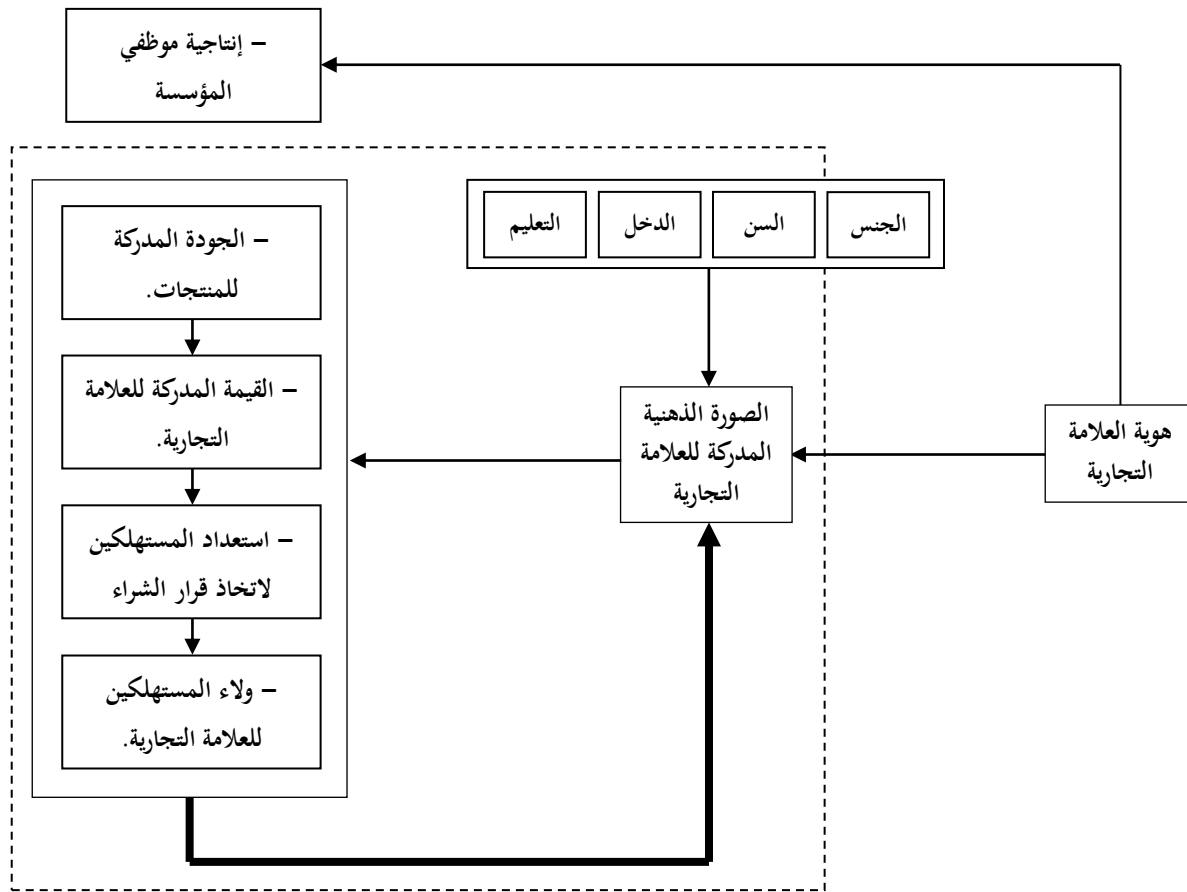 – إنتاجية موظفي
المؤسسة
الجنس
السن
الدخل
التعليم
– الجودة المدركة
للمنتجات.
– القيمة المدركة للعلامة
التجارية.
– استعداد المستهلكين
لاتخاذ قرار الشراء
– ولاء المستهلكين
للعلامة التجارية.
الصورة الذهنية
المدركة للعلامة
التجارية
هوية العلامة
التجارية